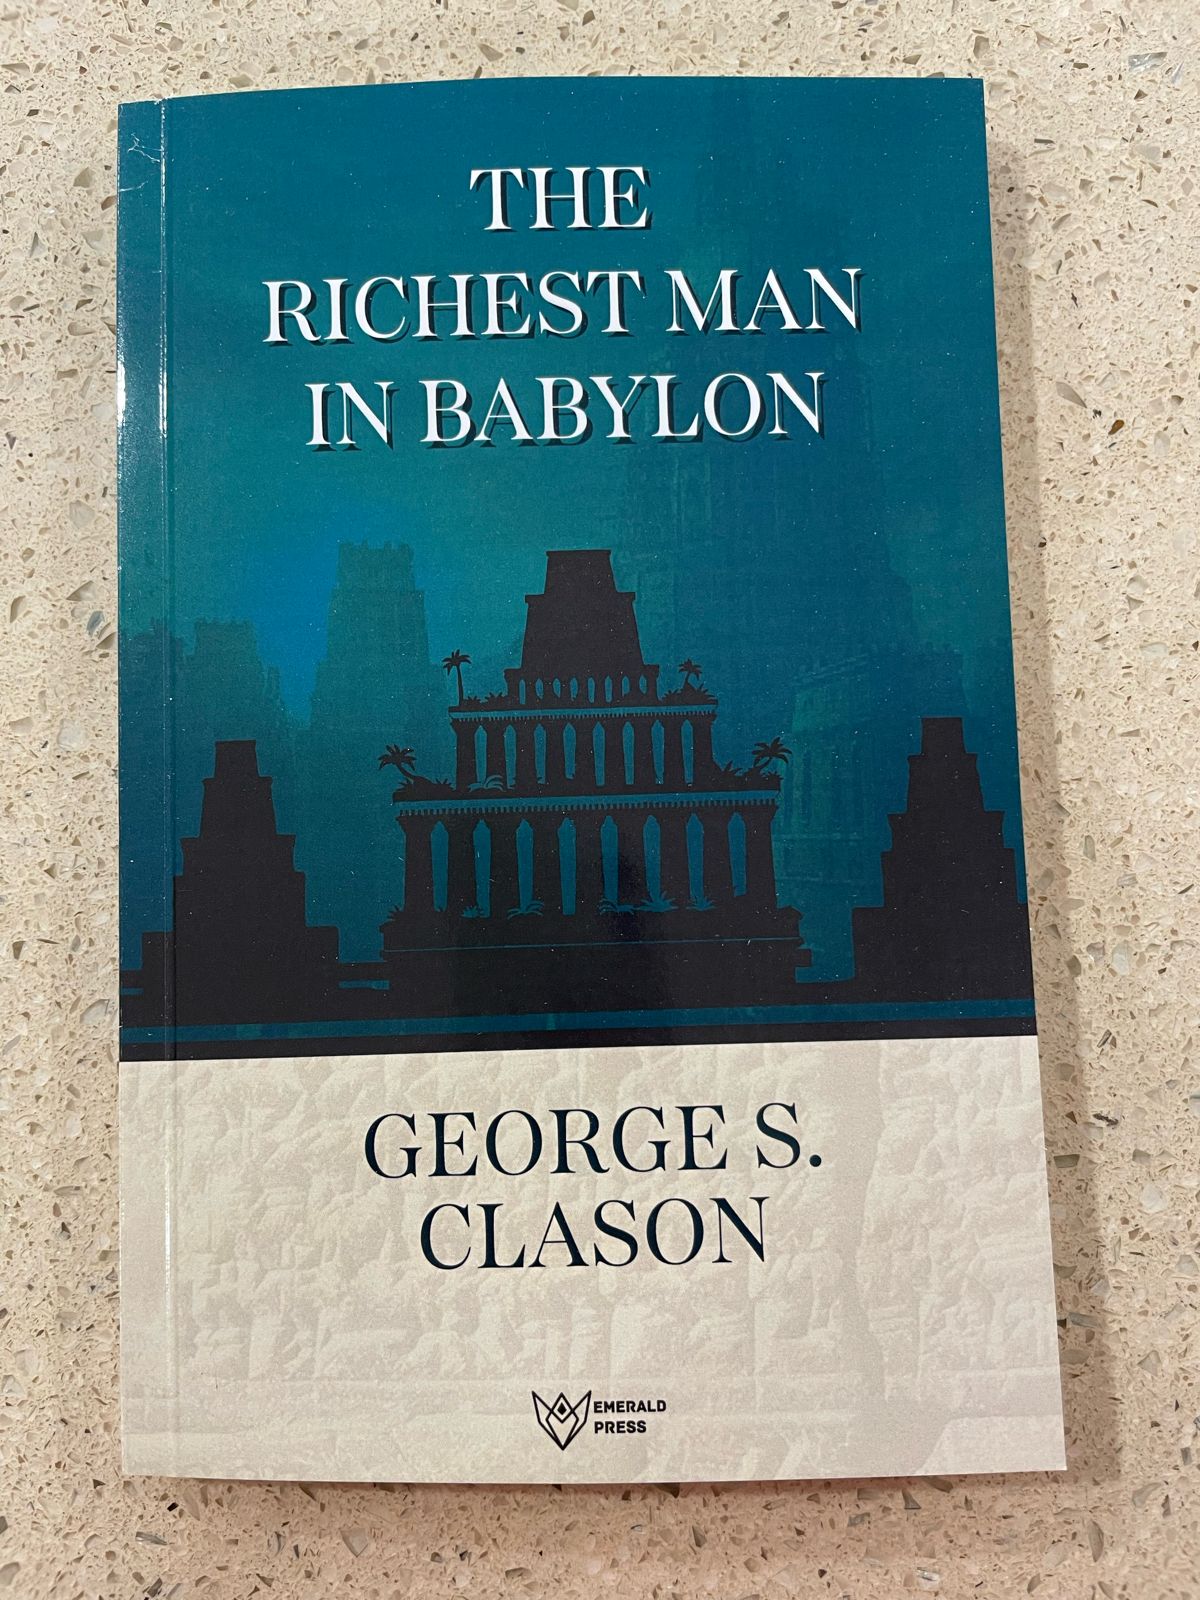 THE
RICHEST MAN
IN BABYLON
GEORGE S.
CLASON
EMERALD
PRESS